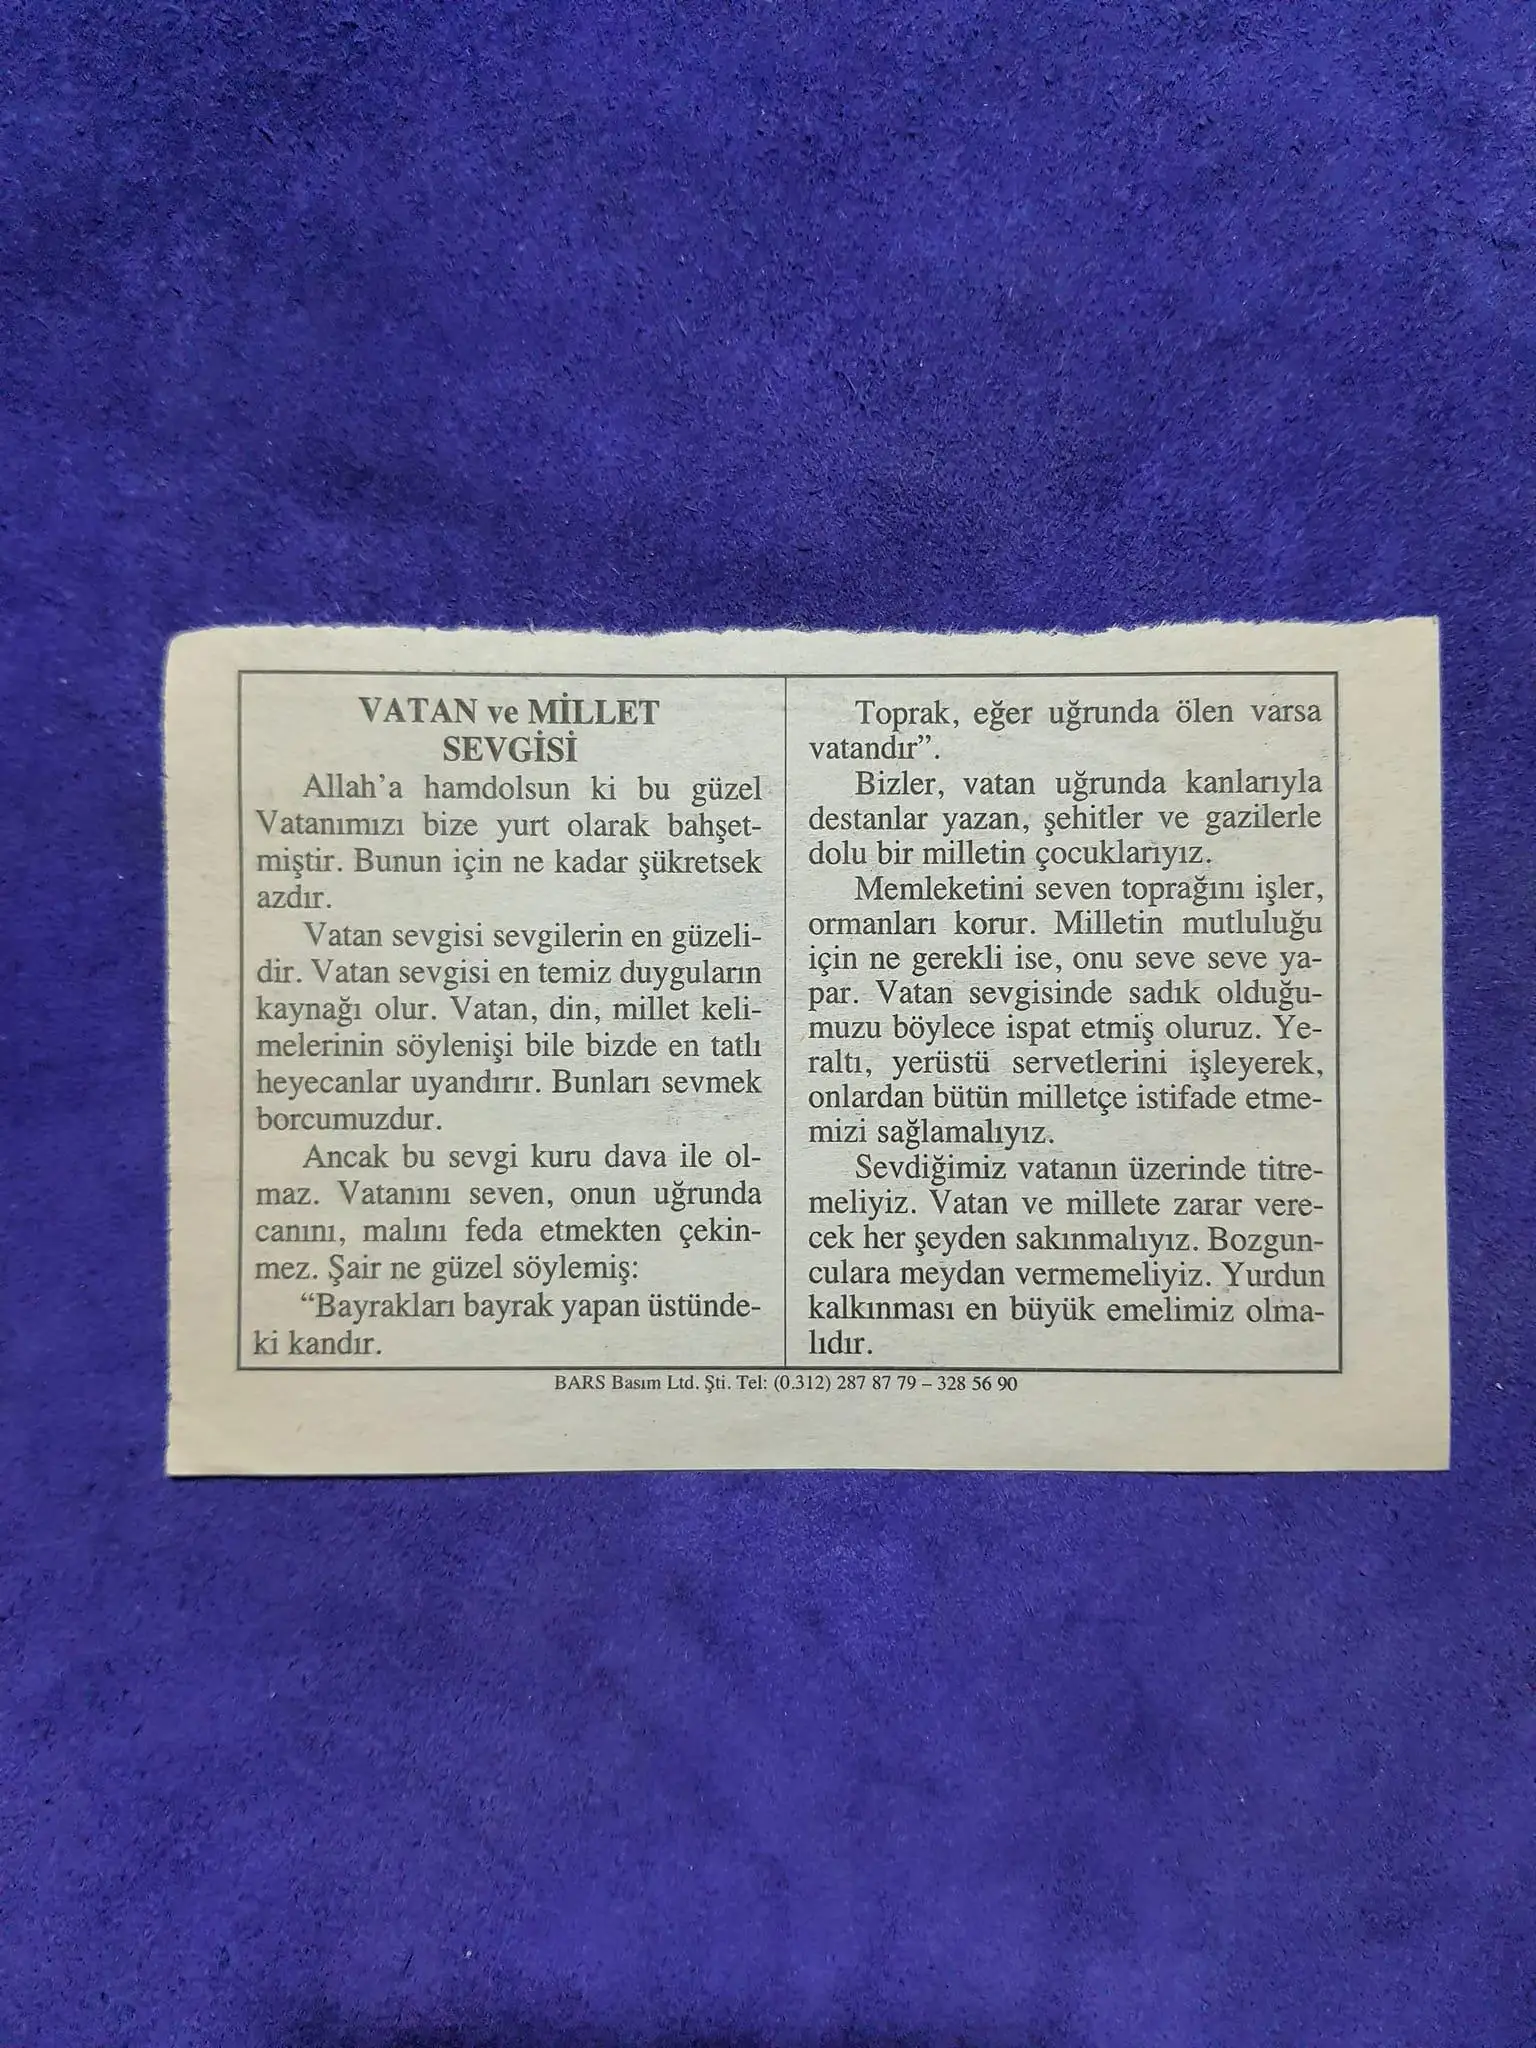 VATAN ve MİLLET
SEVGİSİ
Allah'a hamdolsun ki bu güzel
Vatanımızı bize yurt olarak bahşet-
miştir. Bunun için ne kadar şükretsek
azdır.
Vatan sevgisi sevgilerin en güzeli-
dir. Vatan sevgisi en temiz duyguların
kaynağı olur. Vatan, din, millet keli-
melerinin söylenişi bile bizde en tatlı
heyecanlar uyandırır. Bunları sevmek
borcumuzdur.
Ancak bu sevgi kuru dava ile ol-
maz. Vatanını seven, onun uğrunda
canını, malını feda etmekten çekin-
mez. Şair ne güzel söylemiş:
“Bayrakları bayrak yapan üstünde-
ki kandır.
Toprak, eğer uğrunda ölen varsa
vatandır”.
Bizler, vatan uğrunda kanlarıyla
destanlar yazan, şehitler ve gazilerle
dolu bir milletin çocuklarıyız.
Memleketini seven toprağını işler,
ormanları korur. Milletin mutluluğu
için ne gerekli ise, onu seve seve ya-
par. Vatan sevgisinde sadık olduğu-
muzu böylece ispat etmiş oluruz. Ye-
raltı, yerüstü servetlerini işleyerek,
onlardan bütün milletçe istifade etme-
mizi sağlamalıyız.
Sevdiğimiz vatanın üzerinde titre-
meliyiz. Vatan ve millete zarar vere-
cek her şeyden sakınmalıyız. Bozgun-
culara meydan vermemeliyiz. Yurdun
kalkınması en büyük emelimiz olma-
lıdır.
BARS Basım Ltd. Şti. Tel: (0.312) 287 87 79 – 328 56 90